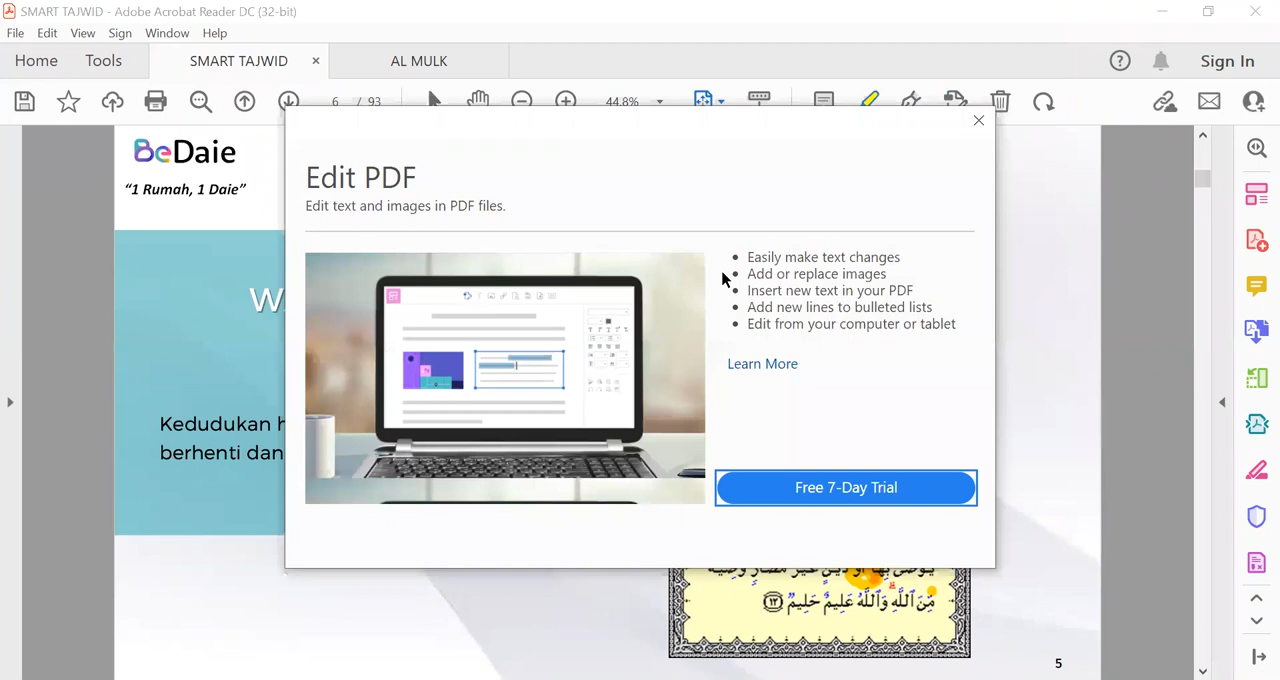 SMART TAJWID - Adobe Acrobat Reader DC (32-bit)
File Edit View Sign Window Help
Home Tools SMART TAJWID × AL MULK Sign In
6 / 93 44.8%
BeDaie
“1 Rumah, 1 Daie”
Edit PDF
Edit text and images in PDF files.
• Easily make text changes
• Add or replace images
• Insert new text in your PDF
• Add new lines to bulleted lists
• Edit from your computer or tablet
Learn More
Free 7-Day Trial
W
Kedudukan h
berhenti dan
مِّنَ ٱللَّهِ وَٱللَّهُ عَلِيمٌ حَلِيمٌ ١٢
5